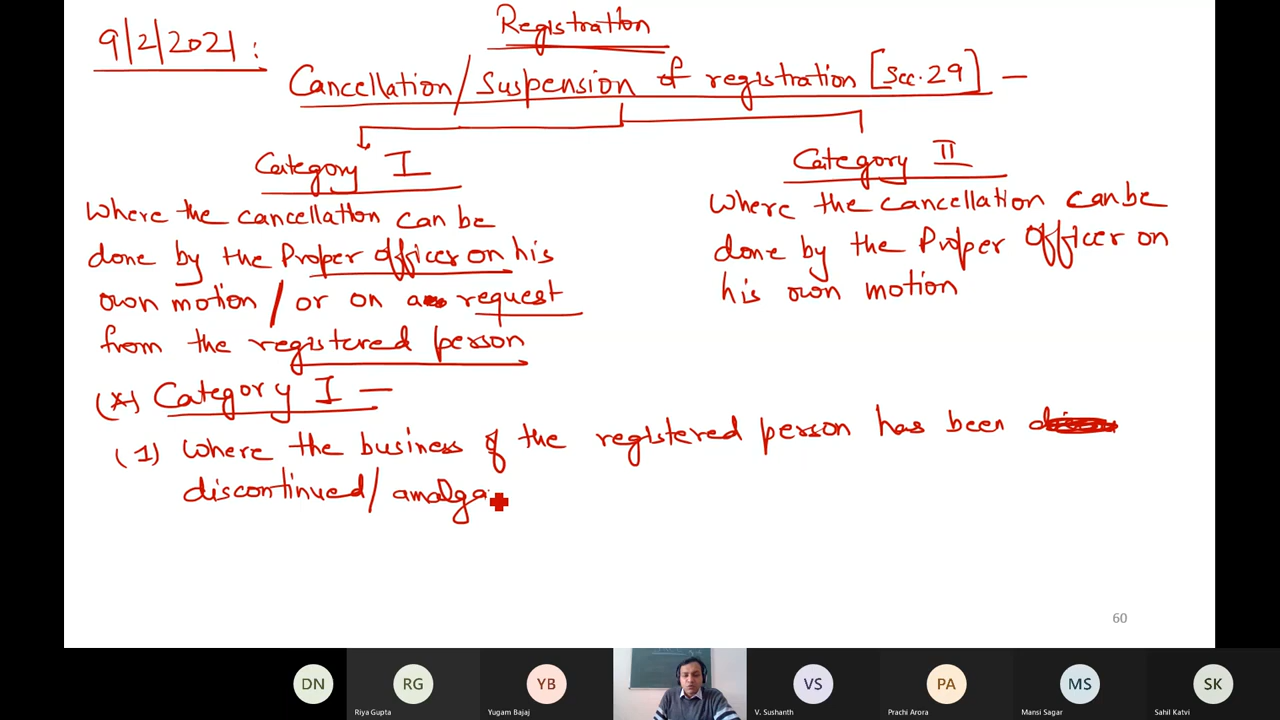 Registration
9/2/2021 :
Cancellation/Suspension of registration [Sec. 29] —
Category I
Where the cancellation can be
done by the Proper officer on his
own motion / or on a request
from the registered person
Category II
Where the cancellation can be
done by the Proper Officer on
his own motion
(*) Category I —
(1) Where the business of the registered person has been
discontinued/ amalga
60
DN
RG
YB
VS
PA
MS
SK
Riya Gupta
Yugam Bajaj
V. Sushanth
Prachi Arora
Mansi Sagar
Sahil Katvi